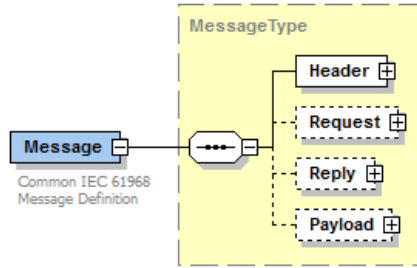 MessageType
Header
Request
Message
Common IEC 61968
Message Definition
Reply
Payload